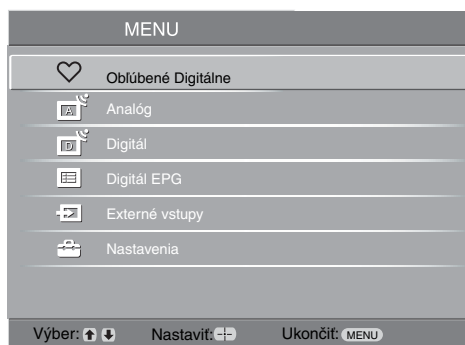 MENU
Obľúbené Digitálne
Analóg
Digitál
Digitál EPG
Externé vstupy
Nastavenia
Výber: Nastaviť: Ukončiť: MENU